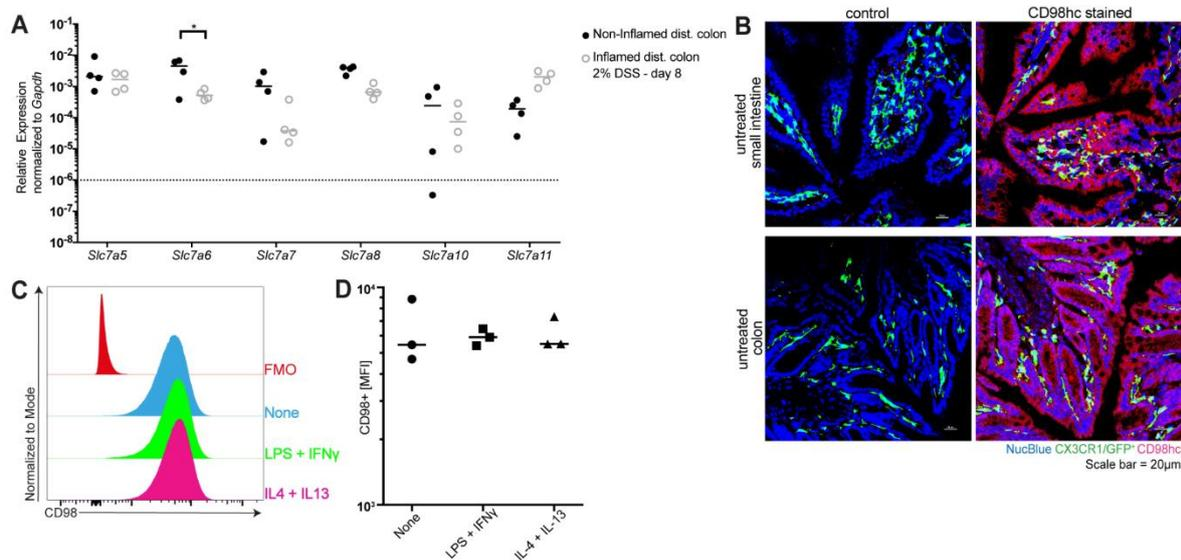 A
Relative Expression
normaalized to Gapdh
10-1
10-2
10-3
10-4
10-5
10-6
10-7
10-8
*
Slc7a5 Slc7a6 Slc7a7 Slc7a8 Slc7a10 Slc7a11
Non-Inflamed dist. colon
Inflamed dist. colon
2% DSS - day 8
B
control CD98hc stained
untreated
small intestine
untreated
colon
NucBlue CX3CR1/GFP+ CD98hc
Scale bar = 20µm
C
Normalized to Mode
FMO
None
LPS + IFNγ
IL4 + IL13
CD98
D
CD98+ [MFI]
10⁴
10³
None
LPS + IFNγ
IL-4 + IL-13